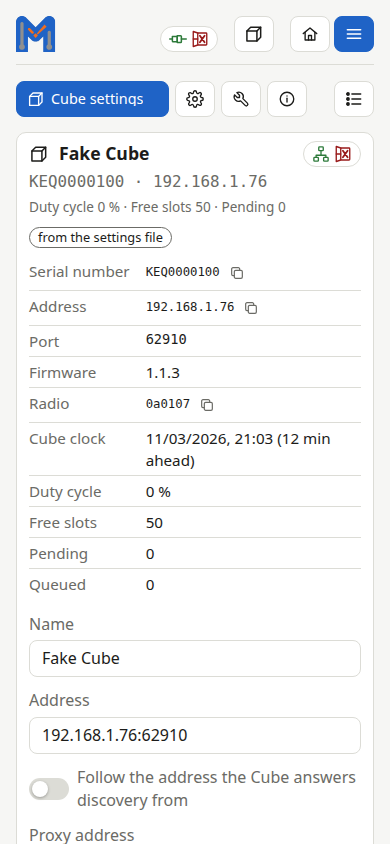 Cube settings
Fake Cube
KEQ0000100 · 192.168.1.76
Duty cycle 0 % · Free slots 50 · Pending 0
from the settings file
Serial number KEQ0000100
Address 192.168.1.76
Port 62910
Firmware 1.1.3
Radio 0a0107
Cube clock 11/03/2026, 21:03 (12 min
ahead)
Duty cycle 0 %
Free slots 50
Pending 0
Queued 0
Name
Fake Cube
Address
192.168.1.76:62910
Follow the address the Cube answers
discovery from
Proxy address